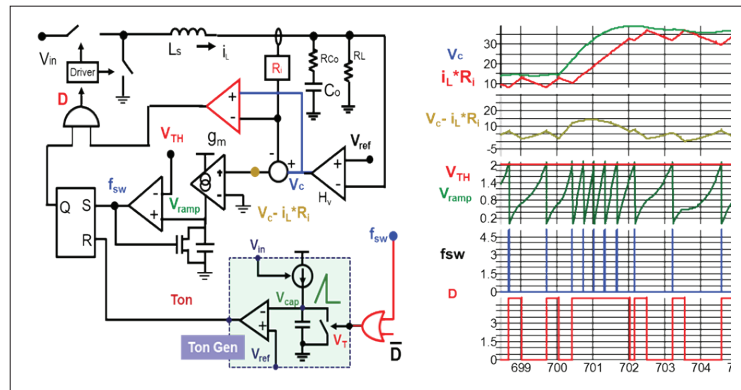 Vin
Ls
iL
RCo
RL
Driver
Ri
Co
D
+
-
VTH
gm
Vref
fsw
+
-
Vc
Hv
+
-
Q
S
R
Vramp
+
-
Vc- iL*Ri
fsw
Vin
Ton
Vcap
VT
D
Ton Gen
Vref
Vc
iL*Ri
30
20
10
Vc- iL*Ri
30
10
-5
VTH
Vramp
2
1.4
0.8
0.2
fsw
4.5
3
1.5
0
D
3
1.5
0
699
700
701
702
703
704
7